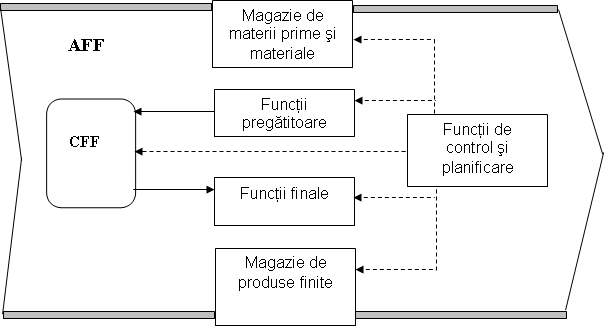 Magazie de
materii prime şi
materiale
AFF
Funcţii
pregătitoare
CFF
Funcţii de
control şi
planificare
Funcţii finale
Magazie de
produse finite